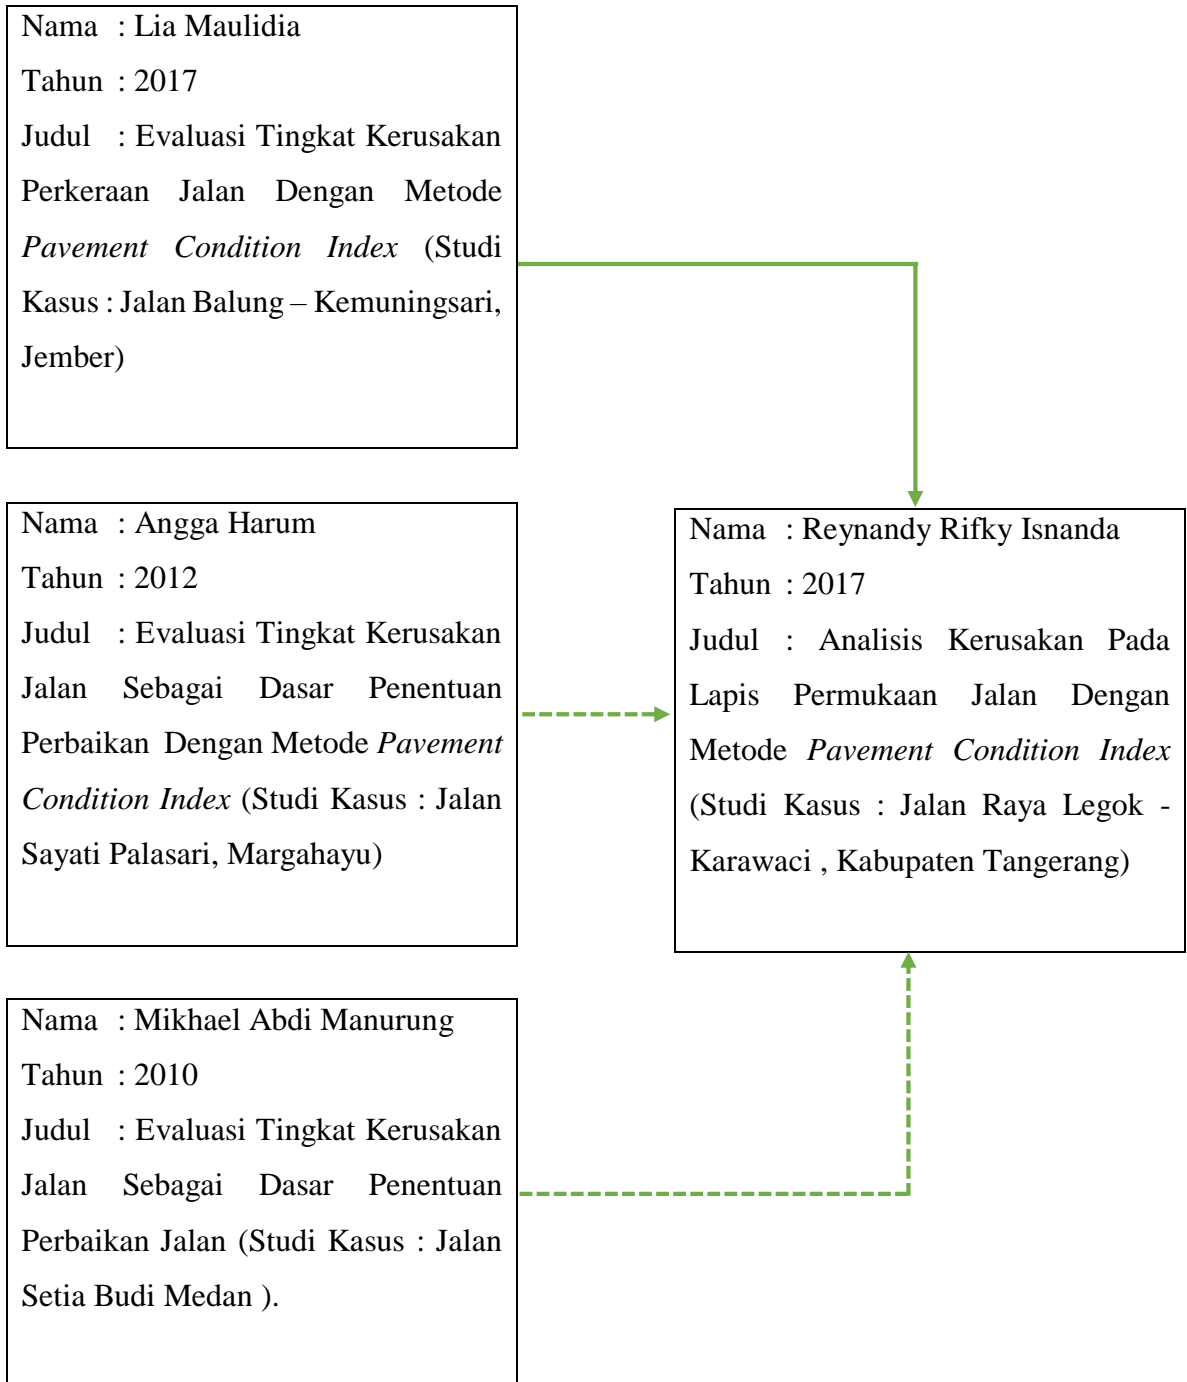 Nama : Lia Maulidia
Tahun : 2017
Judul : Evaluasi Tingkat Kerusakan
Perkeraan Jalan Dengan Metode
Pavement Condition Index (Studi
Kasus : Jalan Balung – Kemuningsari,
Jember)
Nama : Angga Harum
Tahun : 2012
Judul : Evaluasi Tingkat Kerusakan
Jalan Sebagai Dasar Penentuan
Perbaikan Dengan Metode Pavement
Condition Index (Studi Kasus : Jalan
Sayati Palasari, Margahayu)
Nama : Mikhael Abdi Manurung
Tahun : 2010
Judul : Evaluasi Tingkat Kerusakan
Jalan Sebagai Dasar Penentuan
Perbaikan Jalan (Studi Kasus : Jalan
Setia Budi Medan ).
Nama : Reynandy Rifky Isnanda
Tahun : 2017
Judul : Analisis Kerusakan Pada
Lapis Permukaan Jalan Dengan
Metode Pavement Condition Index
(Studi Kasus : Jalan Raya Legok -
Karawaci , Kabupaten Tangerang)